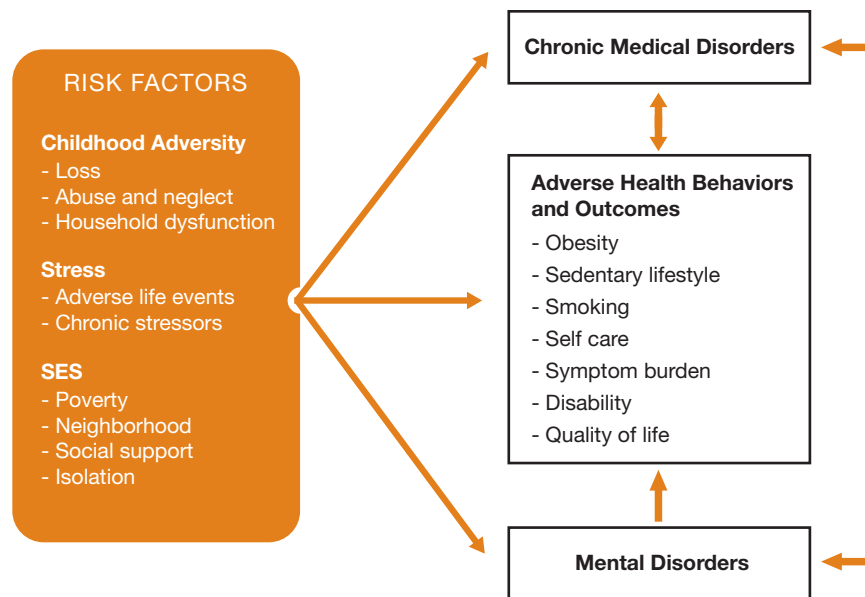 RISK FACTORS
Childhood Adversity
- Loss
- Abuse and neglect
- Household dysfunction
Stress
- Adverse life events
- Chronic stressors
SES
- Poverty
- Neighborhood
- Social support
- Isolation
Chronic Medical Disorders
Adverse Health Behaviors
and Outcomes
- Obesity
- Sedentary lifestyle
- Smoking
- Self care
- Symptom burden
- Disability
- Quality of life
Mental Disorders